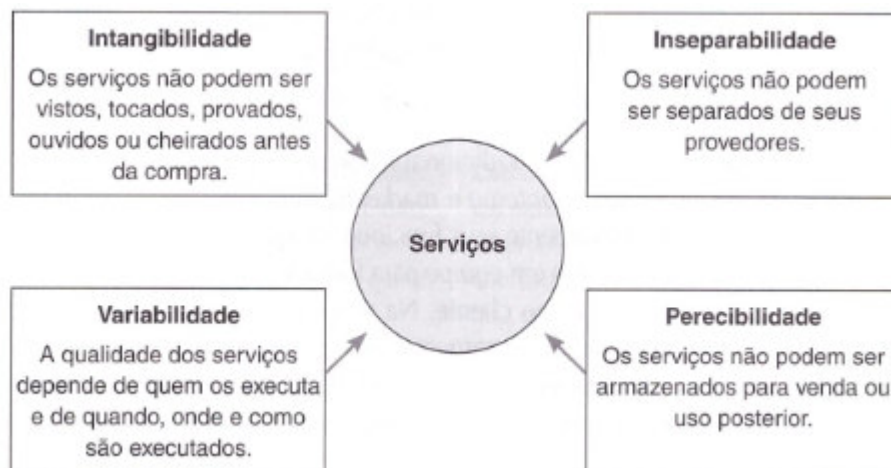 Intangibilidade
Os serviços não podem ser
vistos, tocados, provados,
ouvidos ou cheirados antes
da compra.
Inseparabilidade
Os serviços não podem
ser separados de seus
provedores.
Serviços
Variabilidade
A qualidade dos serviços
depende de quem os executa
e de quando, onde e como
são executados.
Perecibilidade
Os serviços não podem ser
armazenados para venda ou
uso posterior.